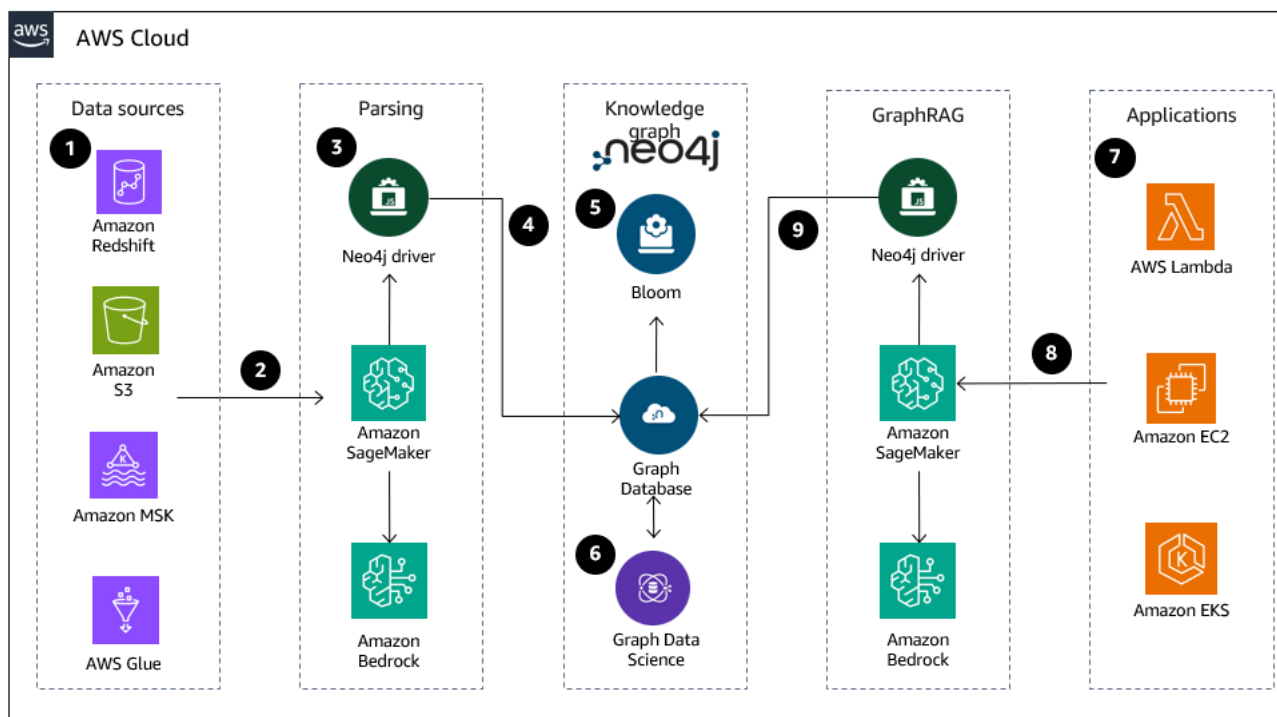 aws
AWS Cloud
Data sources
1
Amazon
Redshift
Amazon
S3
Amazon MSK
AWS Glue
2
Parsing
3
JS
Neo4j driver
Amazon
SageMaker
Amazon
Bedrock
4
Knowledge
graph
neo4j
5
Bloom
Graph
Database
6
Graph Data
Science
GraphRAG
9
JS
Neo4j driver
Amazon
SageMaker
Amazon
Bedrock
8
Applications
7
AWS Lambda
Amazon EC2
K
Amazon EKS